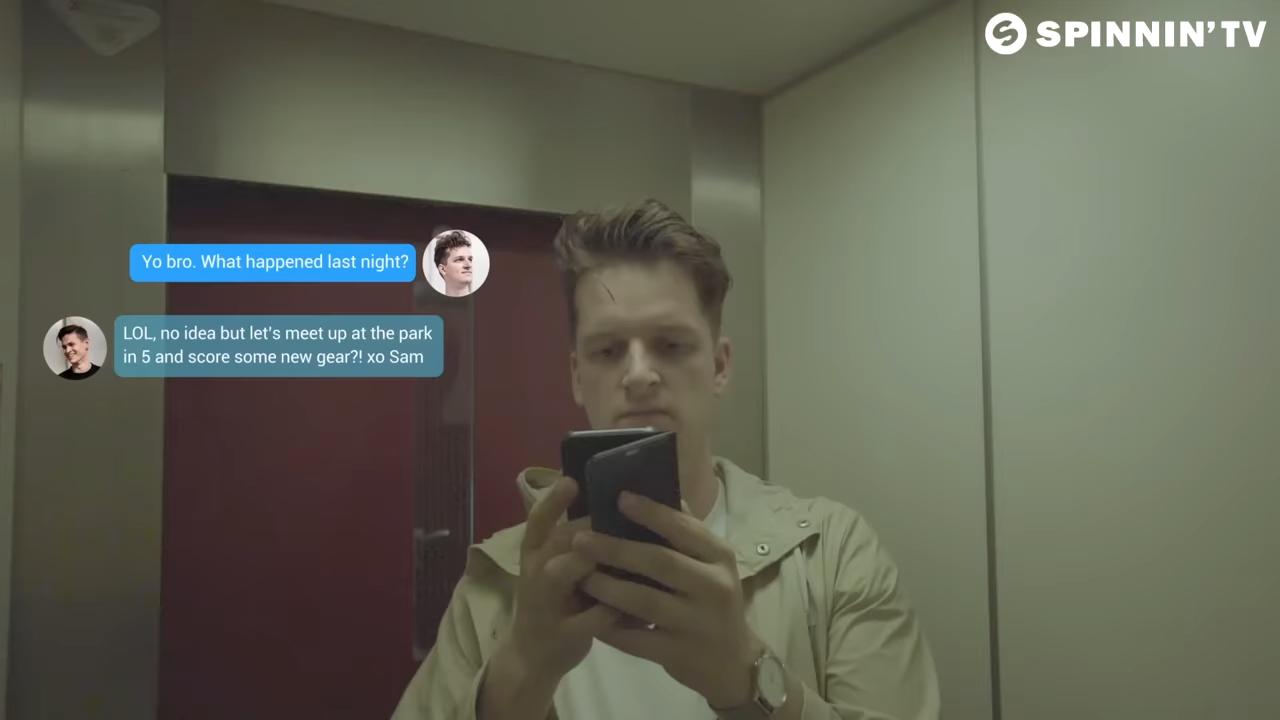 SPINNIN' TV
Yo bro. What happened last night?
LOL, no idea but let's meet up at the park
in 5 and score some new gear?! xo Sam